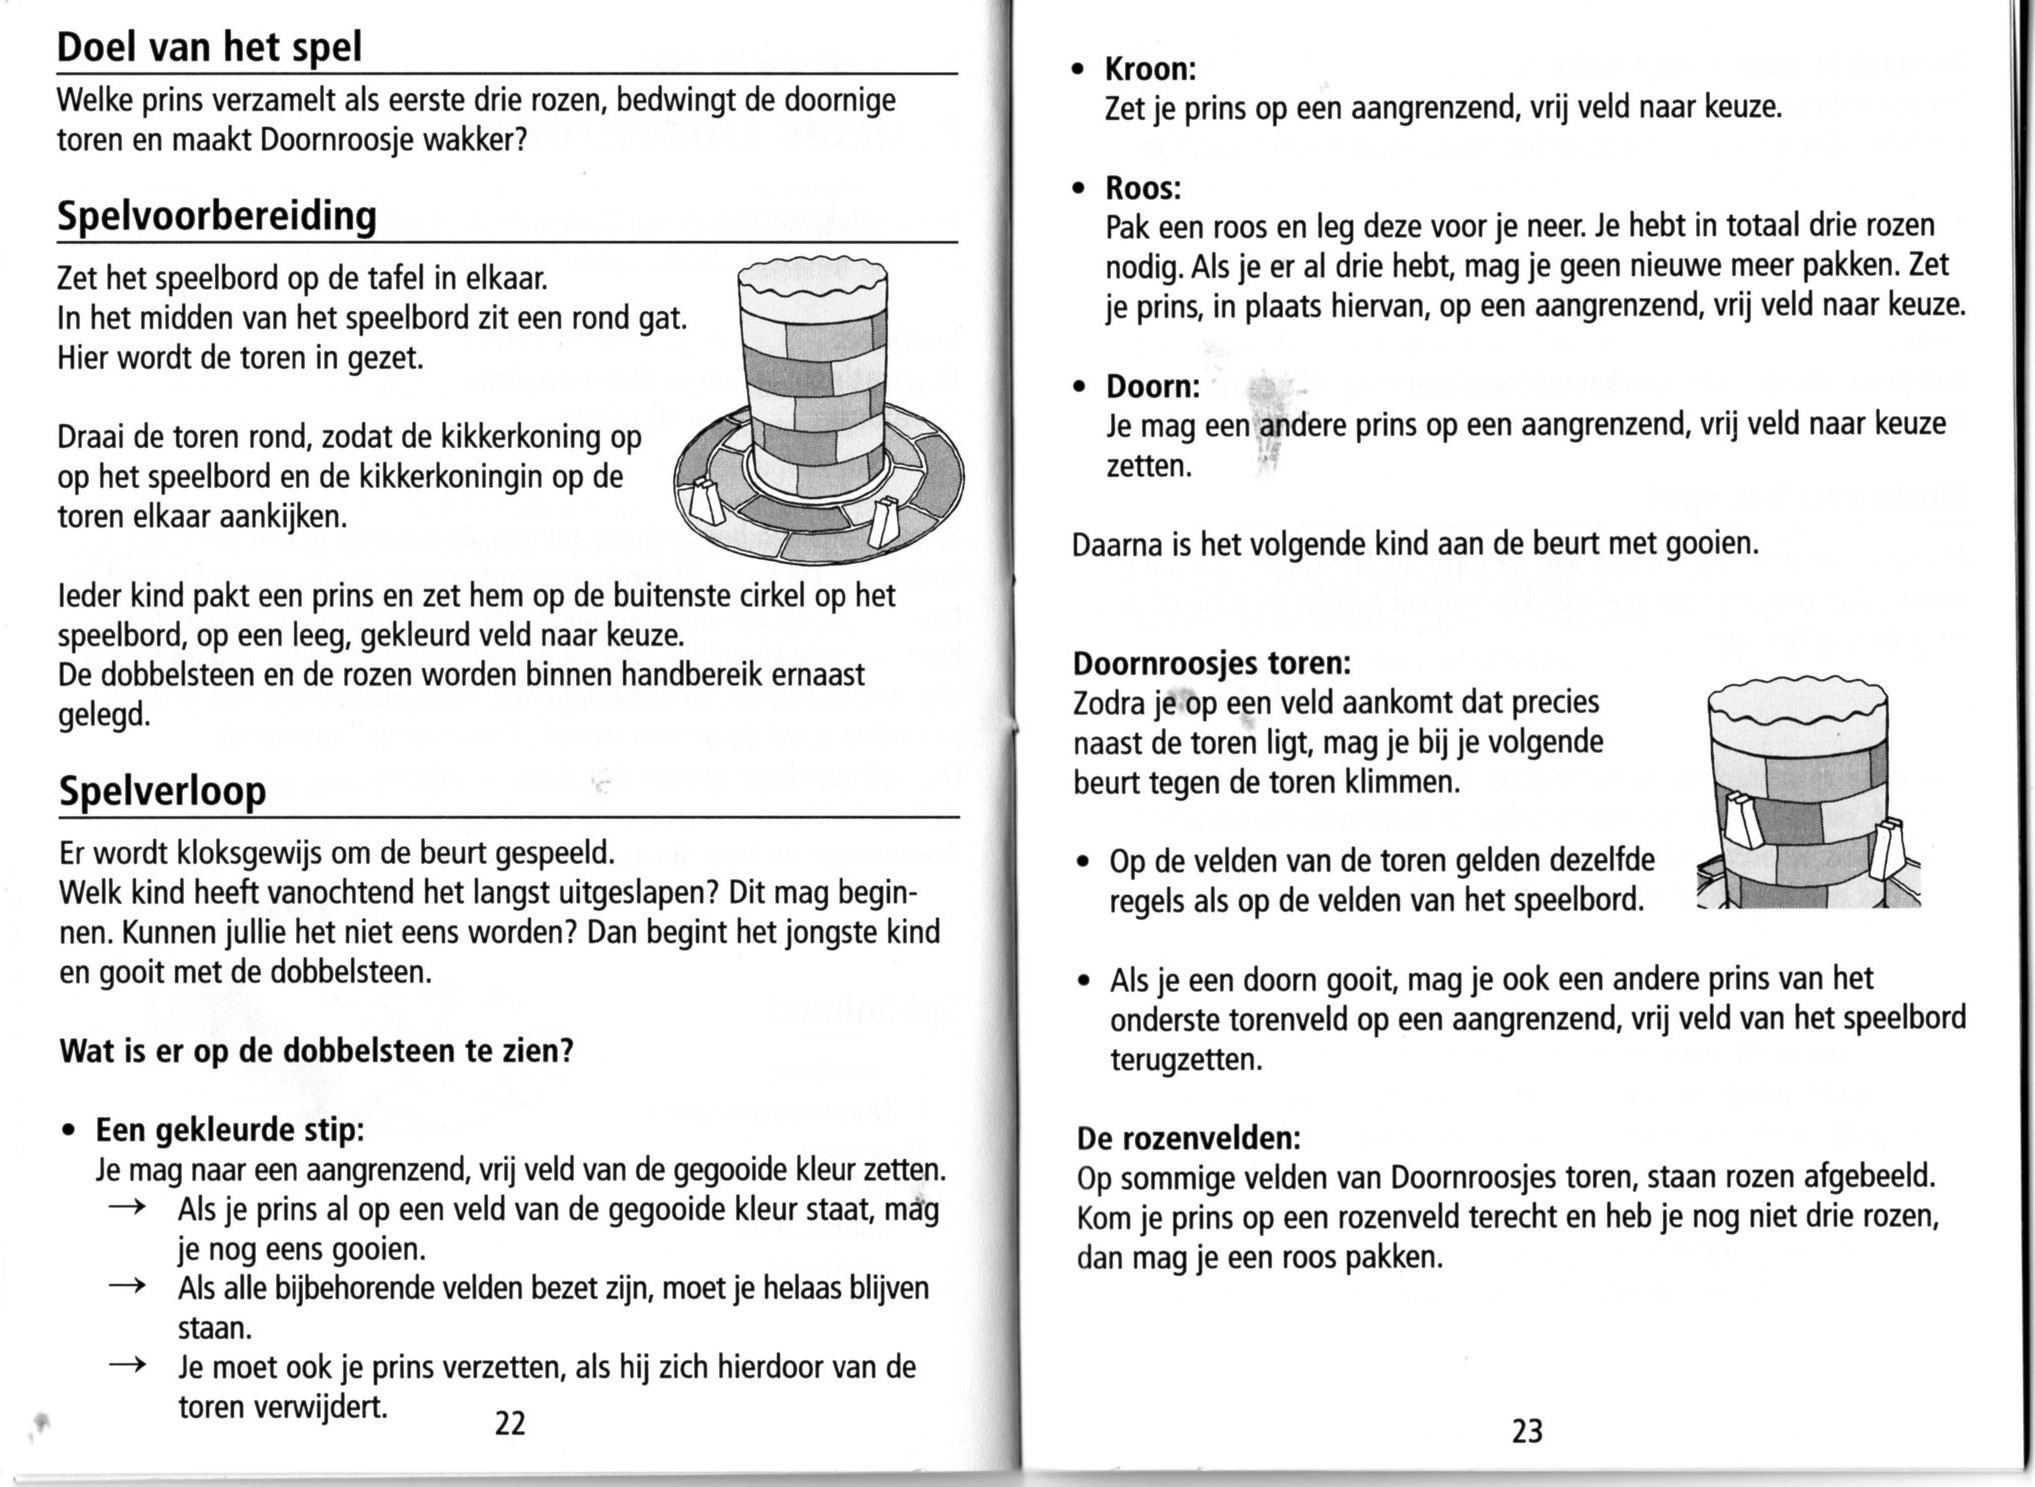 Doel van het spel
Welke prins verzamelt als eerste drie rozen, bedwingt de doornige
toren en maakt Doornroosje wakker?
Spelvoorbereiding
Zet het speelbord op de tafel in elkaar.
In het midden van het speelbord zit een rond gat.
Hier wordt de toren in gezet.
Draai de toren rond, zodat de kikkerkoning op
op het speelbord en de kikkerkoningin op de
toren elkaar aankijken.
Ieder kind pakt een prins en zet hem op de buitenste cirkel op het
speelbord, op een leeg, gekleurd veld naar keuze.
De dobbelsteen en de rozen worden binnen handbereik ernaast
gelegd.
Spelverloop
Er wordt kloksgewijs om de beurt gespeeld.
Welk kind heeft vanochtend het langst uitgeslapen? Dit mag begin-
nen. Kunnen jullie het niet eens worden? Dan begint het jongste kind
en gooit met de dobbelsteen.
Wat is er op de dobbelsteen te zien?
• Een gekleurde stip:
Je mag naar een aangrenzend, vrij veld van de gegooide kleur zetten.
→ Als je prins al op een veld van de gegooide kleur staat, mag
je nog eens gooien.
→ Als alle bijbehorende velden bezet zijn, moet je helaas blijven
staan.
→ Je moet ook je prins verzetten, als hij zich hierdoor van de
toren verwijdert.
22
• Kroon:
Zet je prins op een aangrenzend, vrij veld naar keuze.
• Roos:
Pak een roos en leg deze voor je neer. Je hebt in totaal drie rozen
nodig. Als je er al drie hebt, mag je geen nieuwe meer pakken. Zet
je prins, in plaats hiervan, op een aangrenzend, vrij veld naar keuze.
• Doorn:
Je mag een andere prins op een aangrenzend, vrij veld naar keuze
zetten.
Daarna is het volgende kind aan de beurt met gooien.
Doornroosjes toren:
Zodra je op een veld aankomt dat precies
naast de toren ligt, mag je bij je volgende
beurt tegen de toren klimmen.
• Op de velden van de toren gelden dezelfde
regels als op de velden van het speelbord.
• Als je een doorn gooit, mag je ook een andere prins van het
onderste torenveld op een aangrenzend, vrij veld van het speelbord
terugzetten.
De rozenvelden:
Op sommige velden van Doornroosjes toren, staan rozen afgebeeld.
Kom je prins op een rozenveld terecht en heb je nog niet drie rozen,
dan mag je een roos pakken.
23